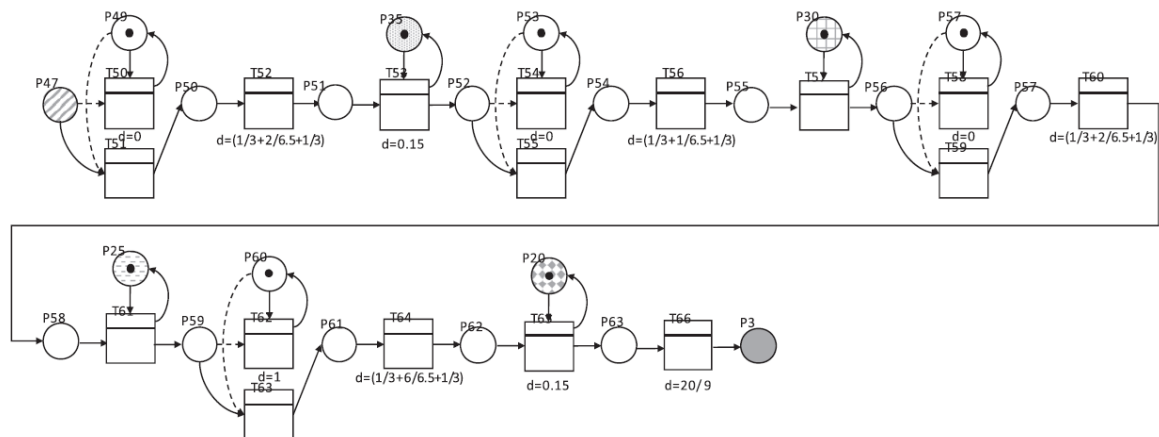 P49
P35
P53
P30
P57
P47
T50
P50
T52
P51
T53
P52
T54
P54
T56
P55
T57
P56
T58
P57
T60
d=0
d=(1/3+2/6.5+1/3)
d=0.15
d=0
d=(1/3+1/6.5+1/3)
d=0
d=(1/3+2/6.5+1/3)
T51
T55
T59
P25
P60
P20
P58
T61
P59
T62
P61
T64
P62
T65
P63
T66
P3
d=1
d=(1/3+6/6.5+1/3)
d=0.15
d=20/9
T63